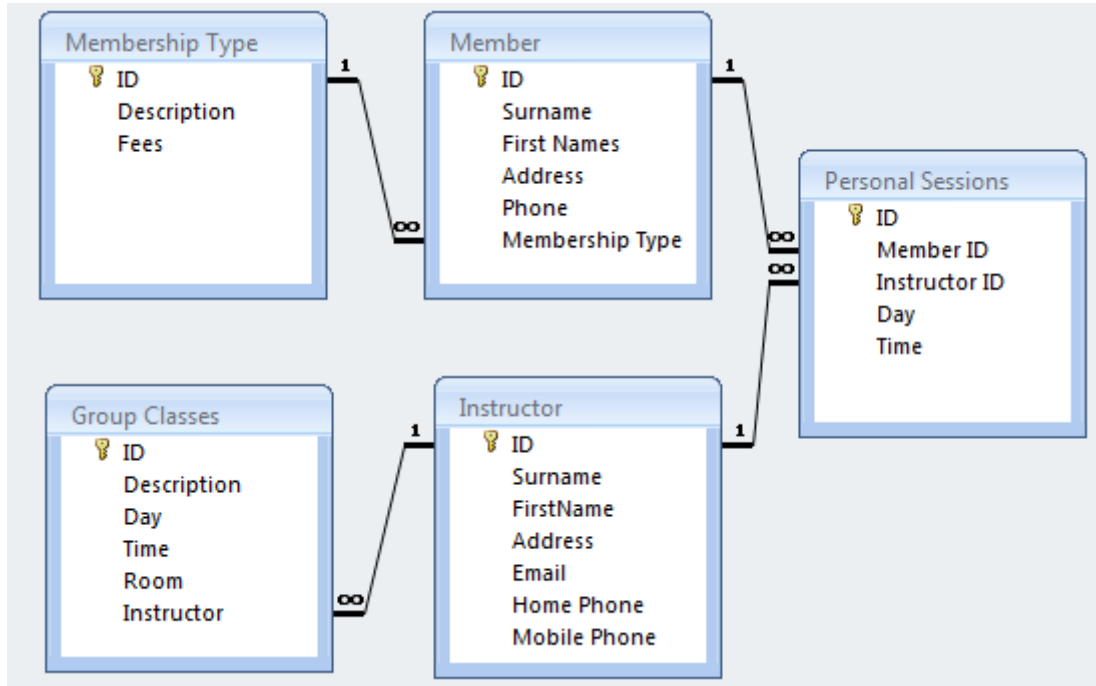 Membership Type
ID
Description
Fees
1
∞
Member
ID
Surname
First Names
Address
Phone
Membership Type
1
∞
Personal Sessions
ID
Member ID
Instructor ID
Day
Time
∞
Group Classes
ID
Description
Day
Time
Room
Instructor
∞
1
Instructor
ID
Surname
FirstName
Address
Email
Home Phone
Mobile Phone
1